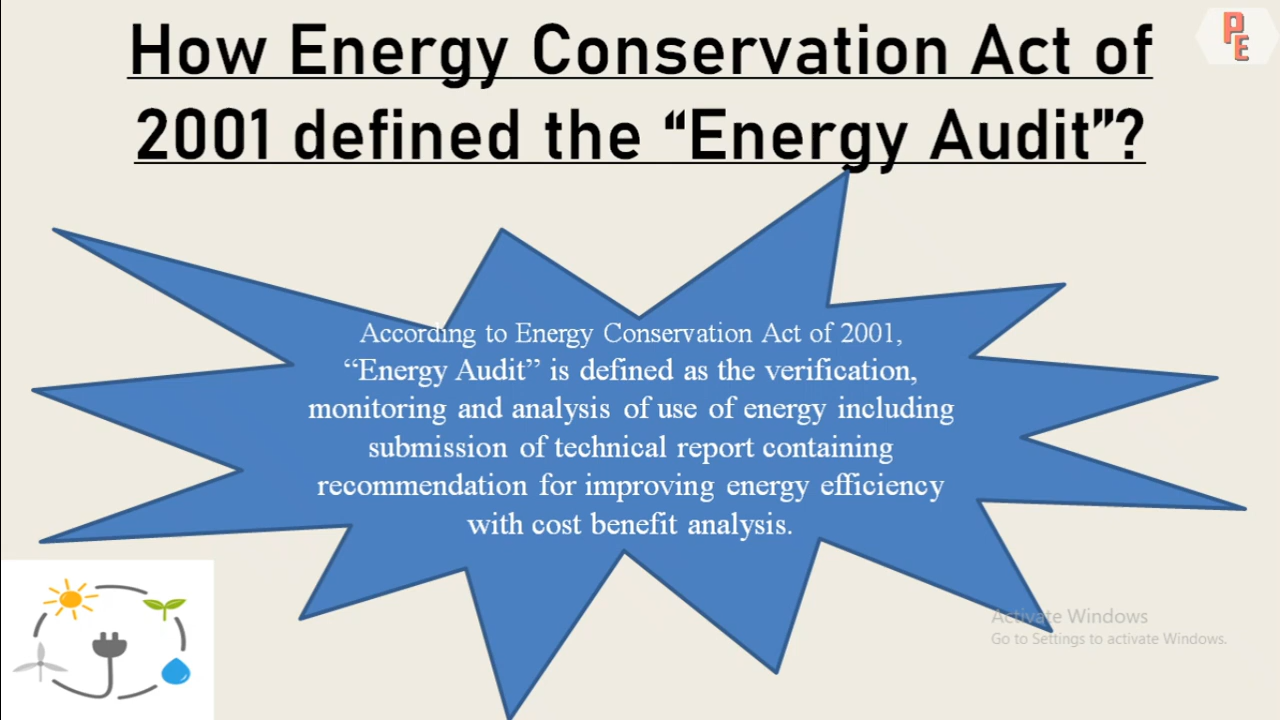 How Energy Conservation Act of
2001 defined the “Energy Audit”?
According to Energy Conservation Act of 2001,
“Energy Audit” is defined as the verification,
monitoring and analysis of use of energy including
submission of technical report containing
recommendation for improving energy efficiency
with cost benefit analysis.
PE
Activate Windows
Go to Settings to activate Windows.